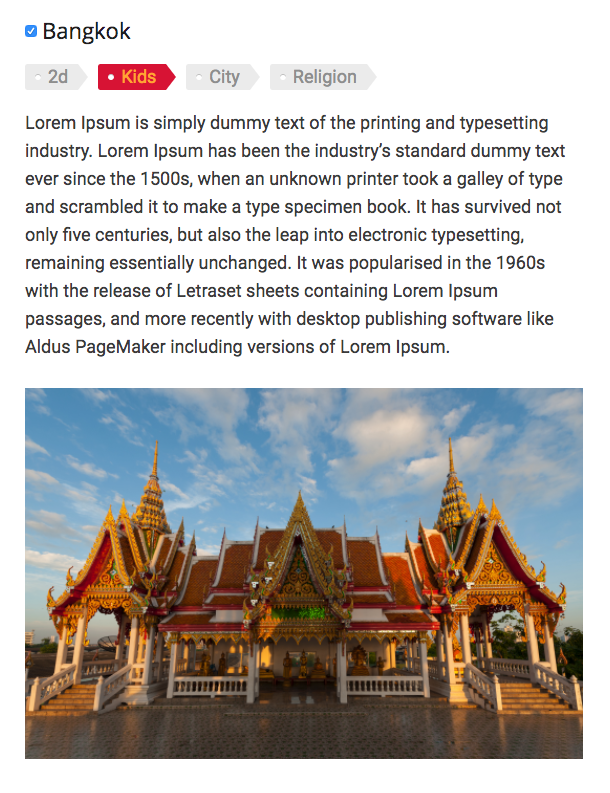 Bangkok
2d Kids City Religion
Lorem Ipsum is simply dummy text of the printing and typesetting
industry. Lorem Ipsum has been the industry’s standard dummy text
ever since the 1500s, when an unknown printer took a galley of type
and scrambled it to make a type specimen book. It has survived not
only five centuries, but also the leap into electronic typesetting,
remaining essentially unchanged. It was popularised in the 1960s
with the release of Letraset sheets containing Lorem Ipsum
passages, and more recently with desktop publishing software like
Aldus PageMaker including versions of Lorem Ipsum.